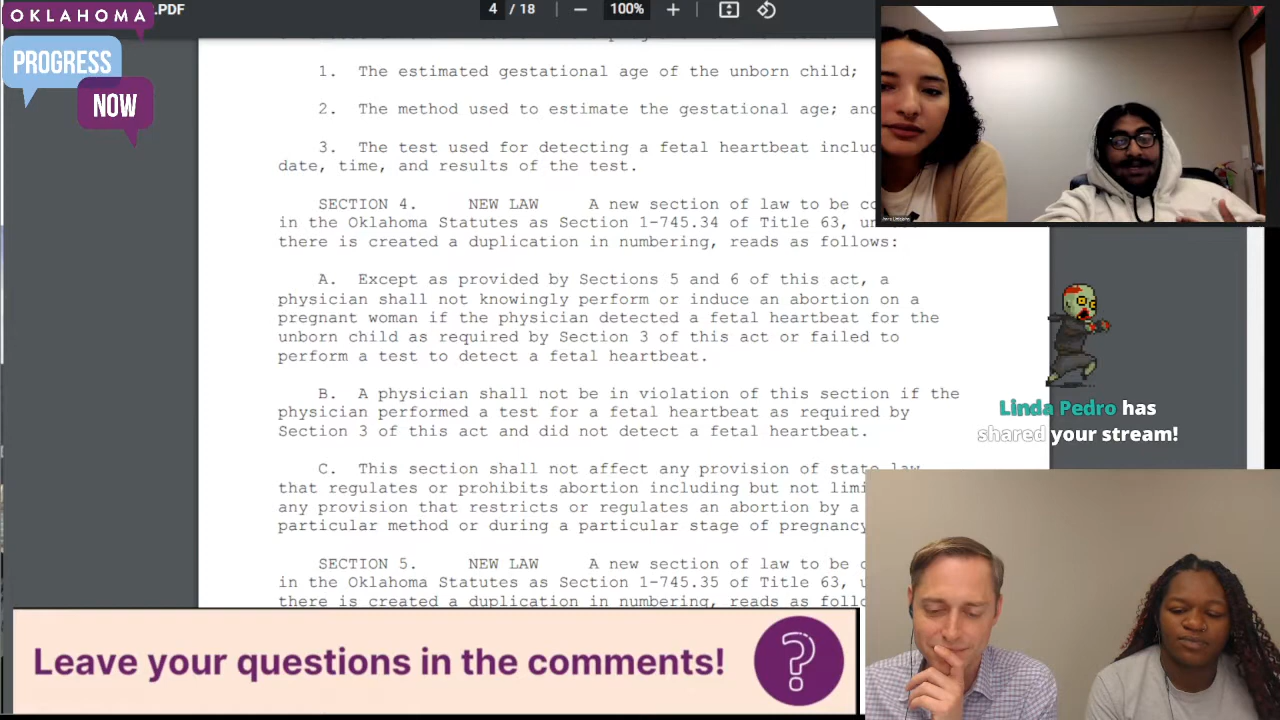 OKLAHOMA
PROGRESS
NOW
.PDF
4 / 18
100%
1. The estimated gestational age of the unborn child;
2. The method used to estimate the gestational age; and
3. The test used for detecting a fetal heartbeat
date, time, and results of the test.
SECTION 4. NEW LAW A new section of law to be
in the Oklahoma Statutes as Section 1-745.34 of Title 63,
there is created a duplication in numbering, reads as follows:
A. Except as provided by Sections 5 and 6 of this act, a
physician shall not knowingly perform or induce an abortion on a
pregnant woman if the physician detected a fetal heartbeat for the
unborn child as required by Section 3 of this act or failed to
perform a test to detect a fetal heartbeat.
B. A physician shall not be in violation of this section if the
physician performed a test for a fetal heartbeat as required by
Section 3 of this act and did not detect a fetal heartbeat.
C. This section shall not affect any provision of state law
that regulates or prohibits abortion including but not
any provision that restricts or regulates an abortion by a
particular method or during a particular stage of pregnancy
SECTION 5. NEW LAW A new section of law to be
in the Oklahoma Statutes as Section 1-745.35 of Title 63,
there is created a duplication in numbering, reads as
Linda Pedro has
shared your stream!
Leave your questions in the comments!
?